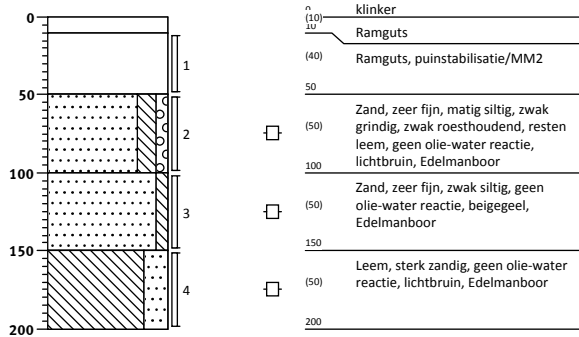 0
50
100
150
200
1
2
3
4
0
klinker
(10)
10
Ramguts
(40)
Ramguts, puinstabilisatie/MM2
50
Zand, zeer fijn, matig siltig, zwak
(50)
grindig, zwak roesthoudend, resten
leem, geen olie-water reactie,
lichtbruin, Edelmanboor
100
Zand, zeer fijn, zwak siltig, geen
(50)
olie-water reactie, beigegeel,
Edelmanboor
150
Leem, sterk zandig, geen olie-water
(50)
reactie, lichtbruin, Edelmanboor
200